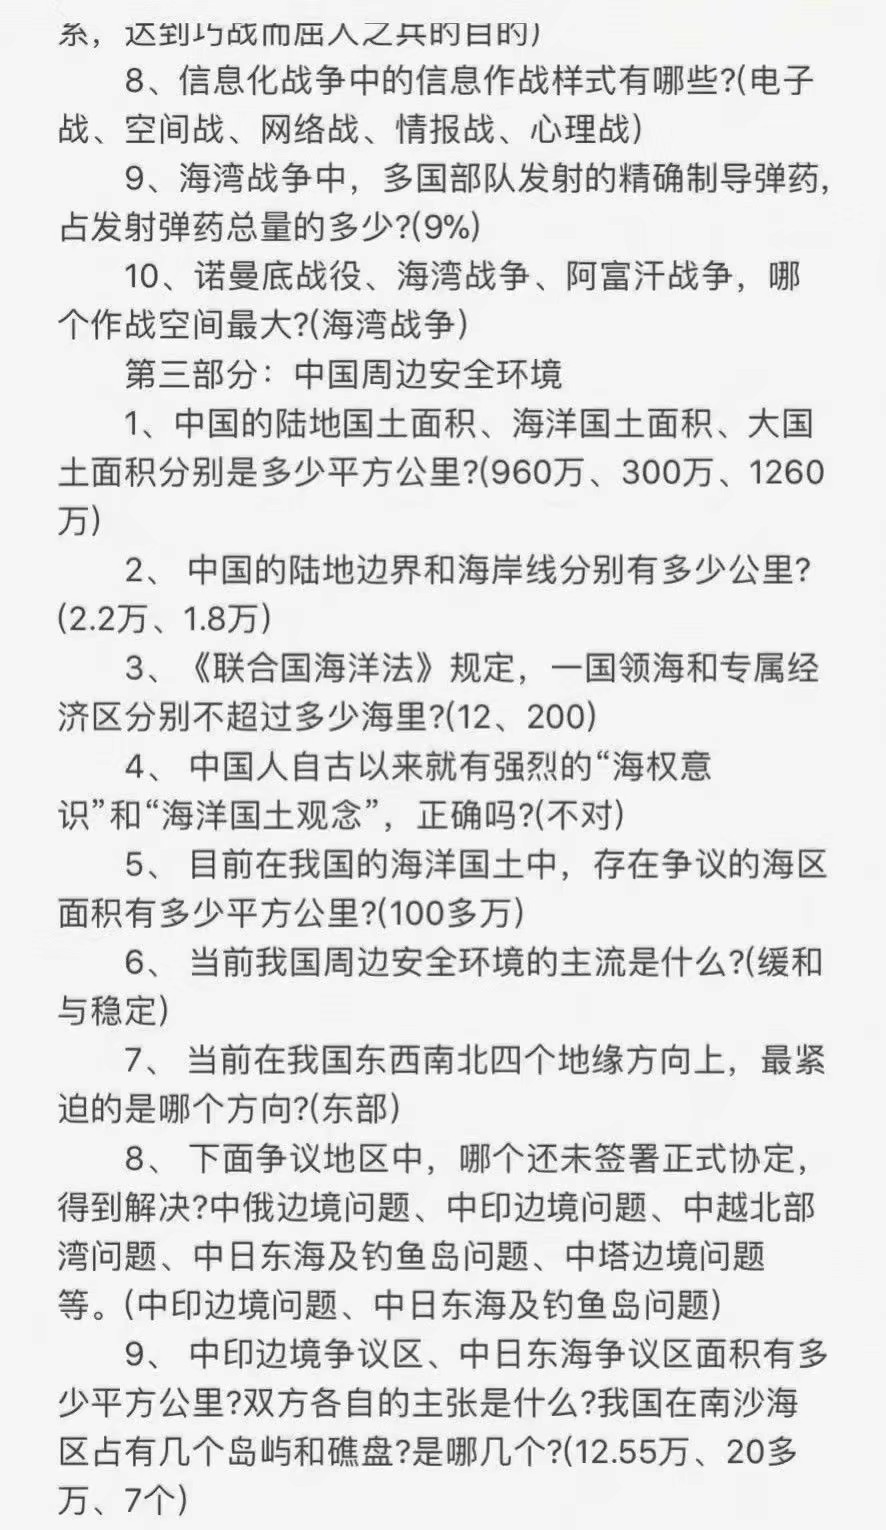 系，达到巧战而屈人之兵的目的)
8、信息化战争中的信息作战样式有哪些?(电子
战、空间战、网络战、情报战、心理战)
9、海湾战争中，多国部队发射的精确制导弹药,
占发射弹药总量的多少?(9%)
10、诺曼底战役、海湾战争、阿富汗战争，哪
个作战空间最大?(海湾战争)
第三部分：中国周边安全环境
1、中国的陆地国土面积、海洋国土面积、大国
土面积分别是多少平方公里?(960万、300万、1260
万)
2、 中国的陆地边界和海岸线分别有多少公里?
(2.2万、1.8万)
3、《联合国海洋法》规定，一国领海和专属经
济区分别不超过多少海里?(12、200)
4、 中国人自古以来就有强烈的“海权意
识”和“海洋国土观念”，正确吗?(不对)
5、 目前在我国的海洋国土中，存在争议的海区
面积有多少平方公里?(100多万)
6、 当前我国周边安全环境的主流是什么?(缓和
与稳定)
7、 当前在我国东西南北四个地缘方向上，最紧
迫的是哪个方向?(东部)
8、 下面争议地区中，哪个还未签署正式协定，
得到解决?中俄边境问题、中印边境问题、中越北部
湾问题、中日东海及钓鱼岛问题、中塔边境问题
等。(中印边境问题、中日东海及钓鱼岛问题)
9、 中印边境争议区、中日东海争议区面积有多
少平方公里?双方各自的主张是什么?我国在南沙海
区占有几个岛屿和礁盘?是哪几个?(12.55万、20多
万、7个)